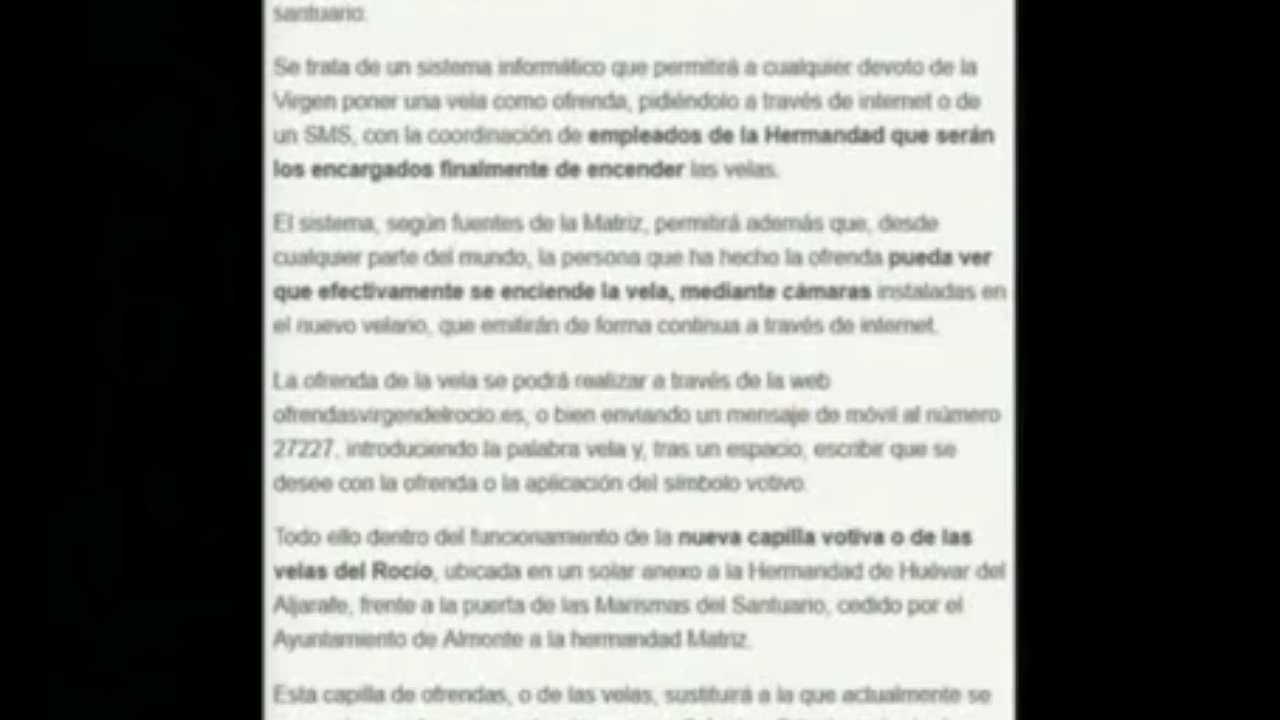 santuario.
Se trata de un sistema informático que permitirá a cualquier devoto de la
Virgen poner una vela como ofrenda, pidiéndolo a través de internet o de
un SMS, con la coordinación de empleados de la Hermandad que serán
los encargados finalmente de encender las velas.
El sistema, según fuentes de la Matriz, permitirá además que, desde
cualquier parte del mundo, la persona que ha hecho la ofrenda pueda ver
que efectivamente se enciende la vela, mediante cámaras instaladas en
el nuevo velario, que emitirán de forma continua a través de internet.
La ofrenda de la vela se podrá realizar a través de la web
ofrendasvirgendelrocio.es, o bien enviando un mensaje de móvil al número
27227, introduciendo la palabra vela y, tras un espacio, escribir que se
desee con la ofrenda o la aplicación del símbolo votivo.
Todo ello dentro del funcionamiento de la nueva capilla votiva o de las
velas del Rocío, ubicada en un solar anexo a la Hermandad de Huévar del
Aljarafe, frente a la puerta de las Marismas del Santuario, cedido por el
Ayuntamiento de Almonte a la hermandad Matriz.
Esta capilla de ofrendas, o de las velas, sustituirá a la que actualmente se